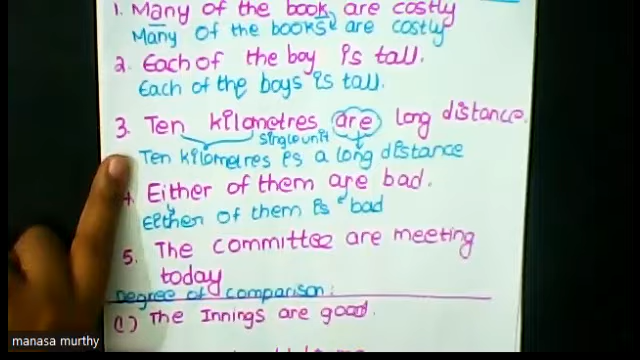 1. Many of the book are costly
Many of the books are costly
2. Each of the boy is tall.
Each of the boys is tall.
3. Ten kilometres are long distance.
single unit
Ten kilometres is a long distance
4. Either of them are bad.
either of them is bad
5. The committee are meeting
today
Degree of comparison:
(1) The Innings are good.
manasa murthy